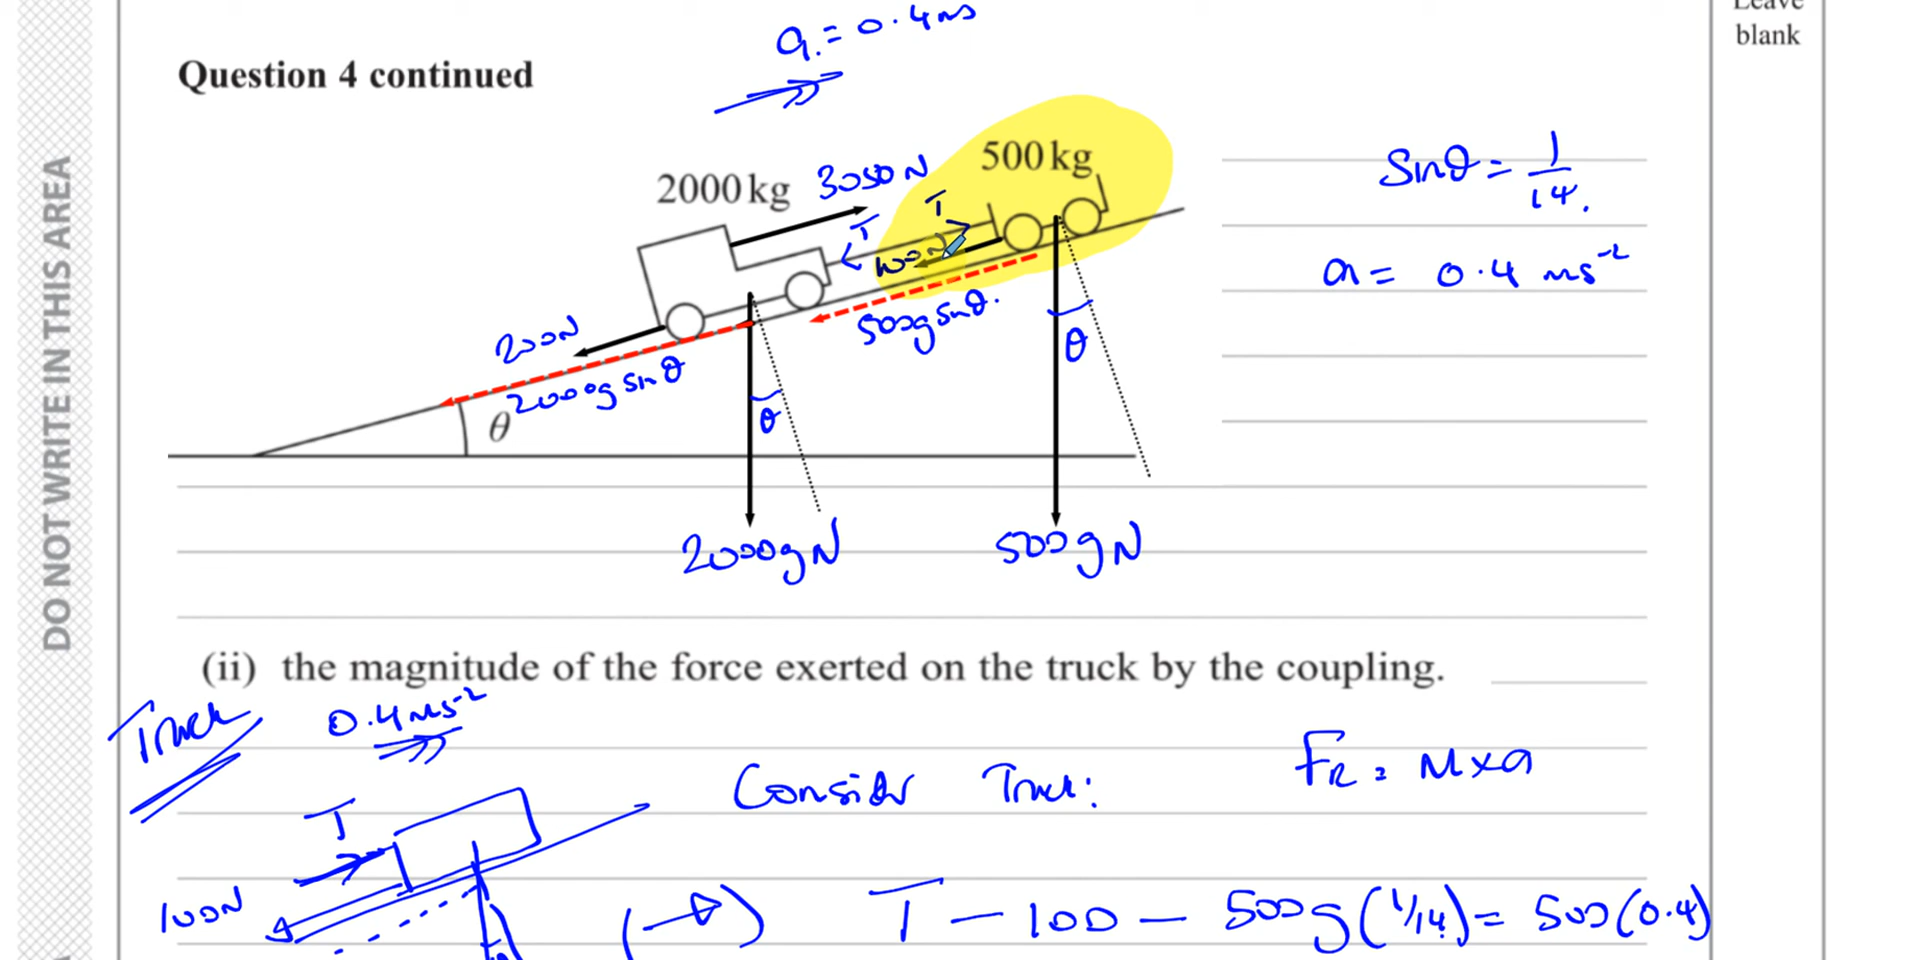 Leave
blank
a = 0.4ms
Question 4 continued
DO NOT WRITE IN THIS AREA
500 kg
2000 kg
3050N
T
T
100N
sinθ = 1/14.
a = 0.4 ms⁻²
200N
2000g sinθ
500g sinθ.
θ
θ
θ
2000gN
500gN
(ii) the magnitude of the force exerted on the truck by the coupling.
Truck
0.4ms⁻²
Consider Truck:
FR = M×a
T
100N
(→) T − 100 − 500g(1/14) = 500(0.4)